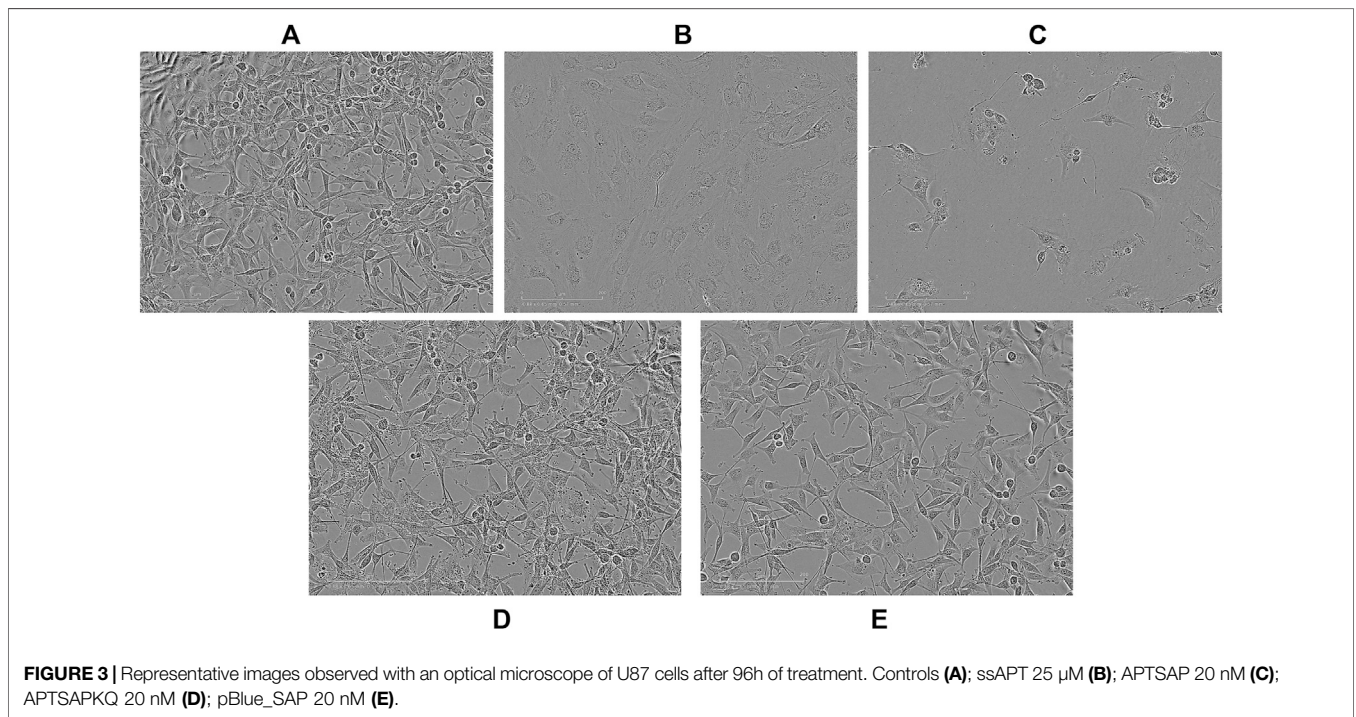 A
B
C
D
E
FIGURE 3 | Representative images observed with an optical microscope of U87 cells after 96h of treatment. Controls (A); ssAPT 25 μM (B); APTSAP 20 nM (C);
APTSAPKQ 20 nM (D); pBlue_SAP 20 nM (E).